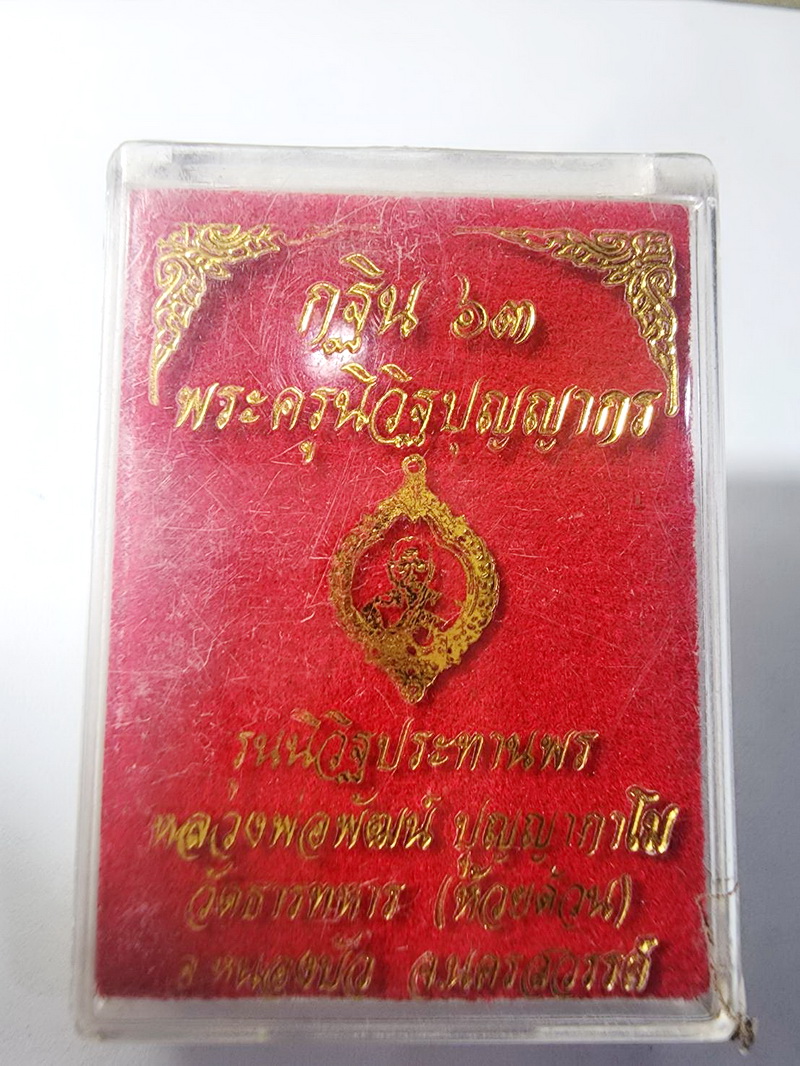 กฐิน ๖๓
พระครูนิวิฐปุญญากร
รุ่นนิวิฐประทานพร
หลวงพ่อพัฒน์ ปุญญากาโม
วัดธารทหาร (ห้วยด้วน)
อ.หนองบัว จ.นครสวรรค์